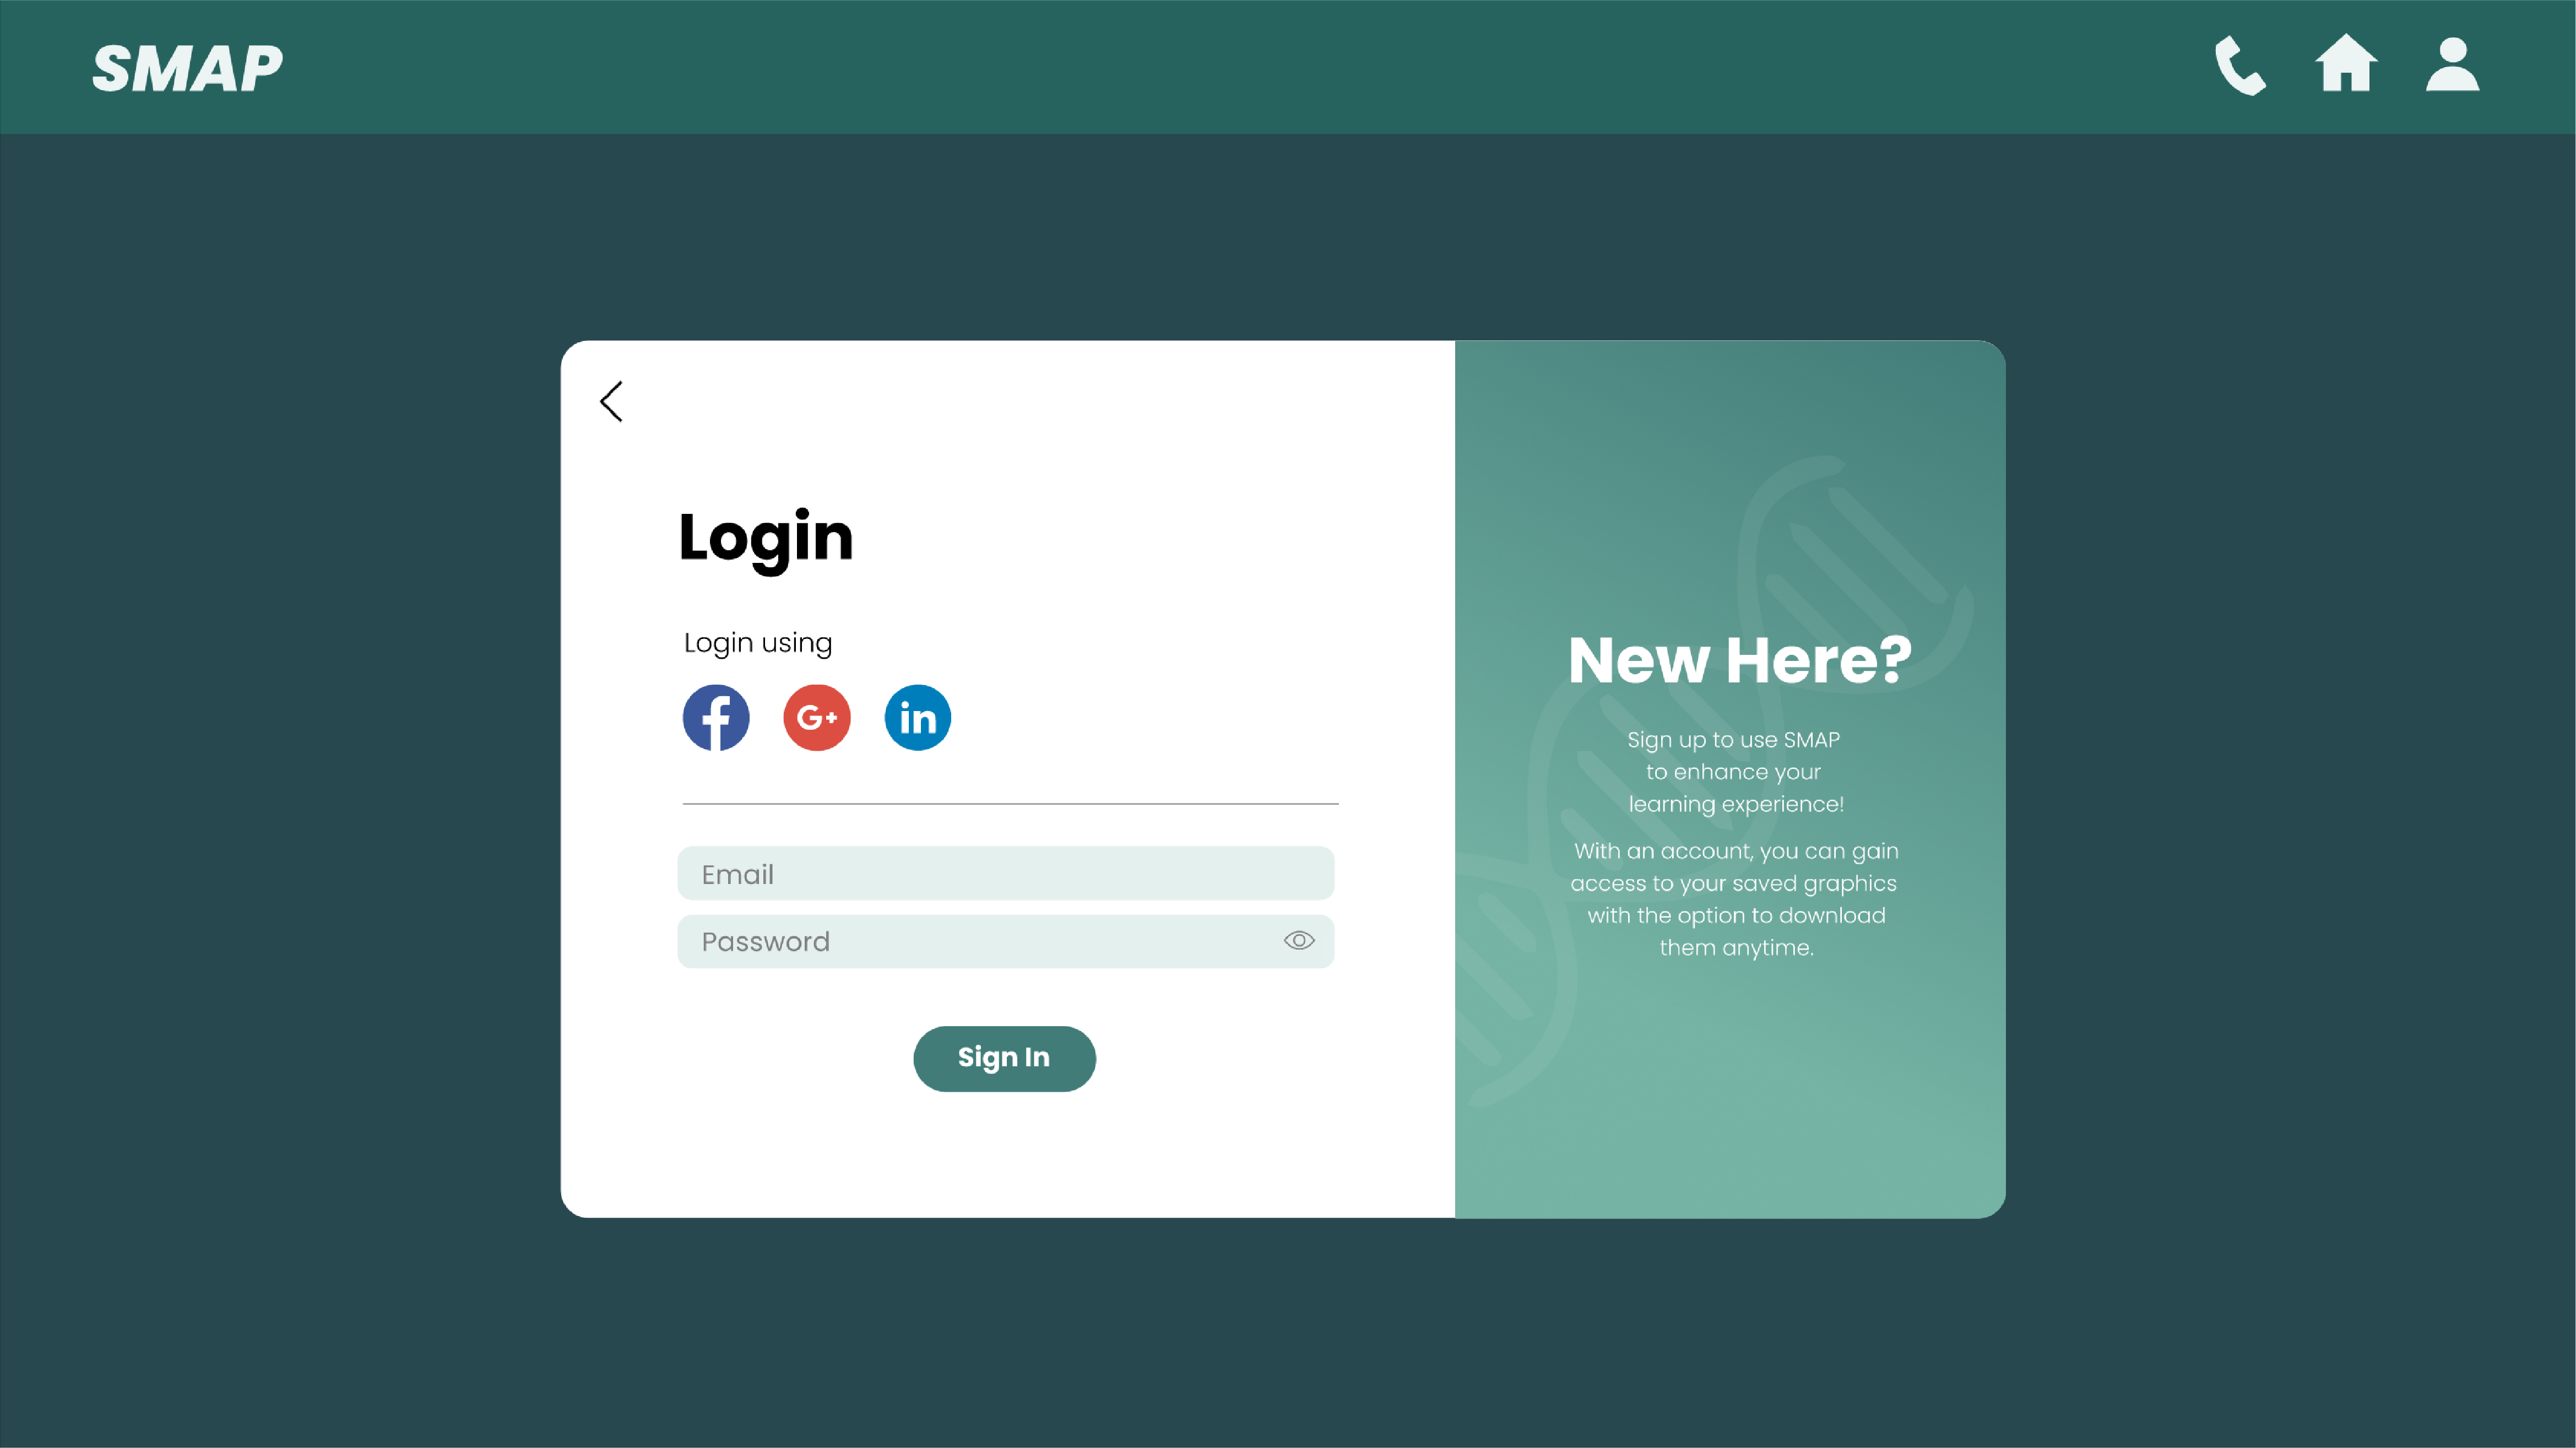 SMAP
Login
Login using
f
G+
in
Email
Password
Sign In
New Here?
Sign up to use SMAP
to enhance your
learning experience!
With an account, you can gain
access to your saved graphics
with the option to download
them anytime.